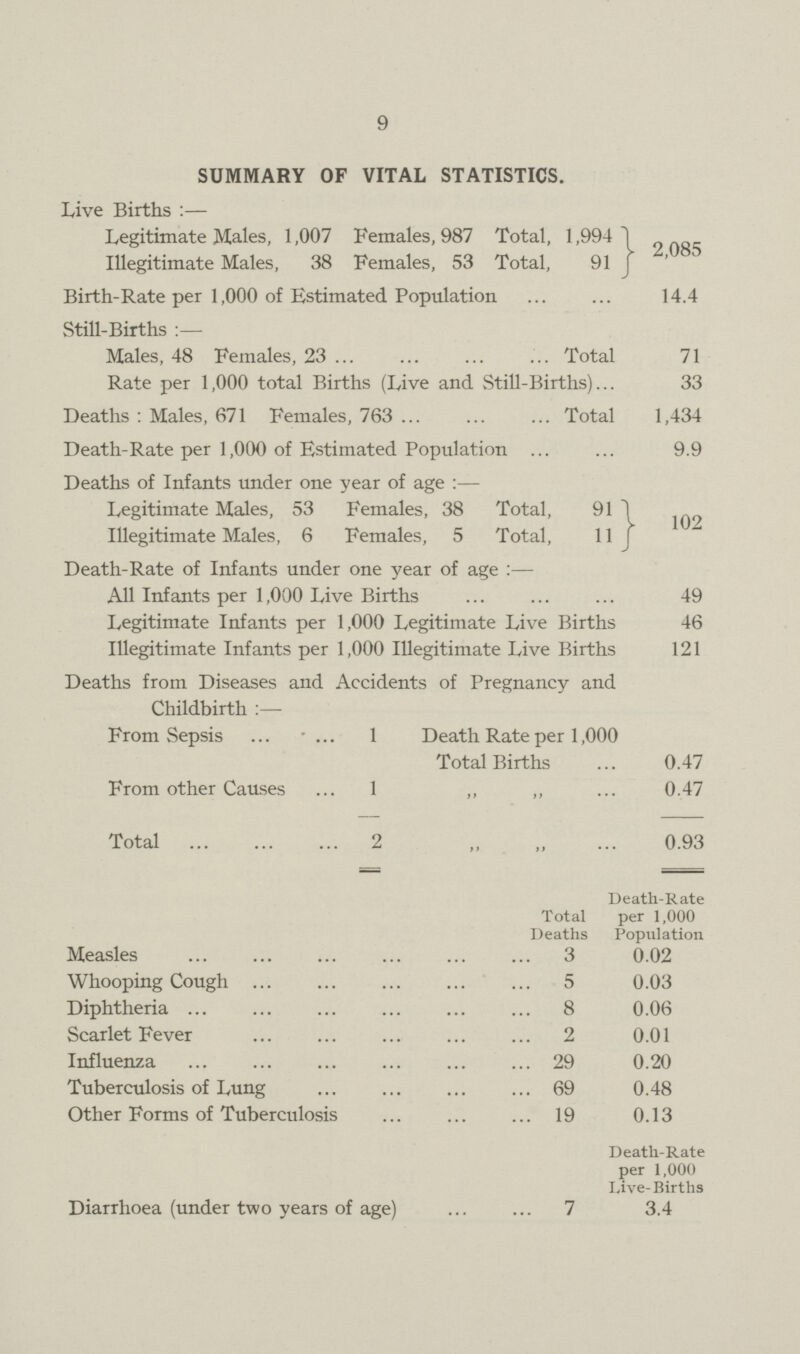 9
SUMMARY OF VITAL STATISTICS.
Live Births :—
Legitimate Males, 1,007 Females, 987 Total, 1,994 } 2,085
Illegitimate Males, 38 Females, 53 Total, 91
Birth-Rate per 1,000 of Estimated Population ... ... 14.4
Still-Births :—
Males, 48 Females, 23 ... ... ... ... Total 71
Rate per 1,000 total Births (Live and Still-Births)... 33
Deaths : Males, 671 Females, 763 ... ... ... Total 1,434
Death-Rate per 1,000 of Estimated Population ... ... 9.9
Deaths of Infants under one year of age :—
Legitimate Males, 53 Females, 38 Total, 91 } 102
Illegitimate Males, 6 Females, 5 Total, 11
Death-Rate of Infants under one year of age :—
All Infants per 1,000 Live Births ... ... ... 49
Legitimate Infants per 1,000 Legitimate Live Births 46
Illegitimate Infants per 1,000 Illegitimate Live Births 121
Deaths from Diseases and Accidents of Pregnancy and
Childbirth :—
From Sepsis ... ... 1 Death Rate per 1,000
Total Births ... 0.47
From other Causes ... 1 ,, ,, ... 0.47
Total ... ... ... 2 ,, ,, ... 0.93
Total Deaths
Death-Rate per 1,000 Population
Measles ... ... ... ... ... ... 3 0.02
Whooping Cough ... ... ... ... ... 5 0.03
Diphtheria ... ... ... ... ... ... 8 0.06
Scarlet Fever ... ... ... ... ... 2 0.01
Influenza ... ... ... ... ... ... 29 0.20
Tuberculosis of Lung ... ... ... ... 69 0.48
Other Forms of Tuberculosis ... ... ... 19 0.13
Death-Rate
per 1,000
Live-Births
Diarrhoea (under two years of age) ... ... 7 3.4